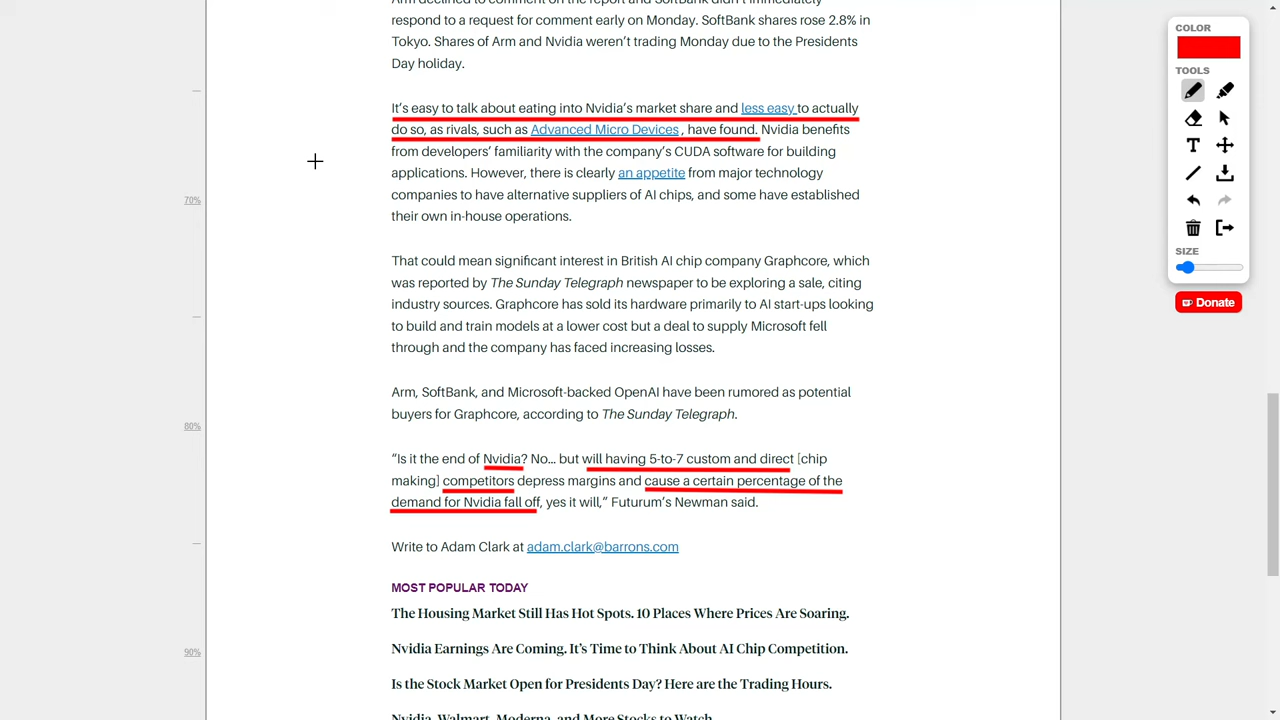 Arm declined to comment on the report and SoftBank didn't immediately
respond to a request for comment early on Monday. SoftBank shares rose 2.8% in
Tokyo. Shares of Arm and Nvidia weren't trading Monday due to the Presidents
Day holiday.
It's easy to talk about eating into Nvidia's market share and less easy to actually
do so, as rivals, such as Advanced Micro Devices , have found. Nvidia benefits
from developers' familiarity with the company's CUDA software for building
applications. However, there is clearly an appetite from major technology
companies to have alternative suppliers of AI chips, and some have established
their own in-house operations.
That could mean significant interest in British AI chip company Graphcore, which
was reported by The Sunday Telegraph newspaper to be exploring a sale, citing
industry sources. Graphcore has sold its hardware primarily to AI start-ups looking
to build and train models at a lower cost but a deal to supply Microsoft fell
through and the company has faced increasing losses.
Arm, SoftBank, and Microsoft-backed OpenAI have been rumored as potential
buyers for Graphcore, according to The Sunday Telegraph.
“Is it the end of Nvidia? No... but will having 5-to-7 custom and direct [chip
making] competitors depress margins and cause a certain percentage of the
demand for Nvidia fall off, yes it will,” Futurum's Newman said.
Write to Adam Clark at adam.clark@barrons.com
MOST POPULAR TODAY
The Housing Market Still Has Hot Spots. 10 Places Where Prices Are Soaring.
Nvidia Earnings Are Coming. It's Time to Think About AI Chip Competition.
Is the Stock Market Open for Presidents Day? Here are the Trading Hours.
Nvidia, Walmart, Moderna, and More Stocks to Watch
70%
80%
90%
COLOR
TOOLS
T
SIZE
Donate